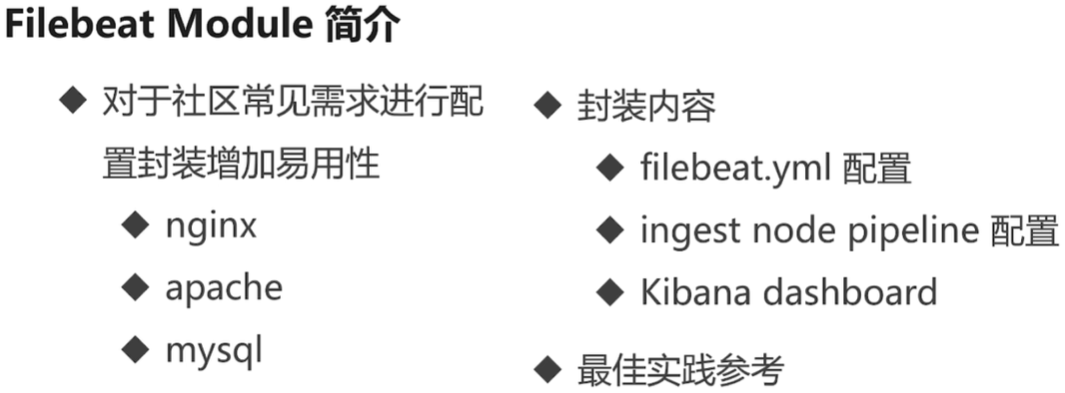 Filebeat Module 简介
◆ 对于社区常见需求进行配
置封装增加易用性
◆ nginx
◆ apache
◆ mysql
◆ 封装内容
◆ filebeat.yml 配置
◆ ingest node pipeline 配置
◆ Kibana dashboard
◆ 最佳实践参考